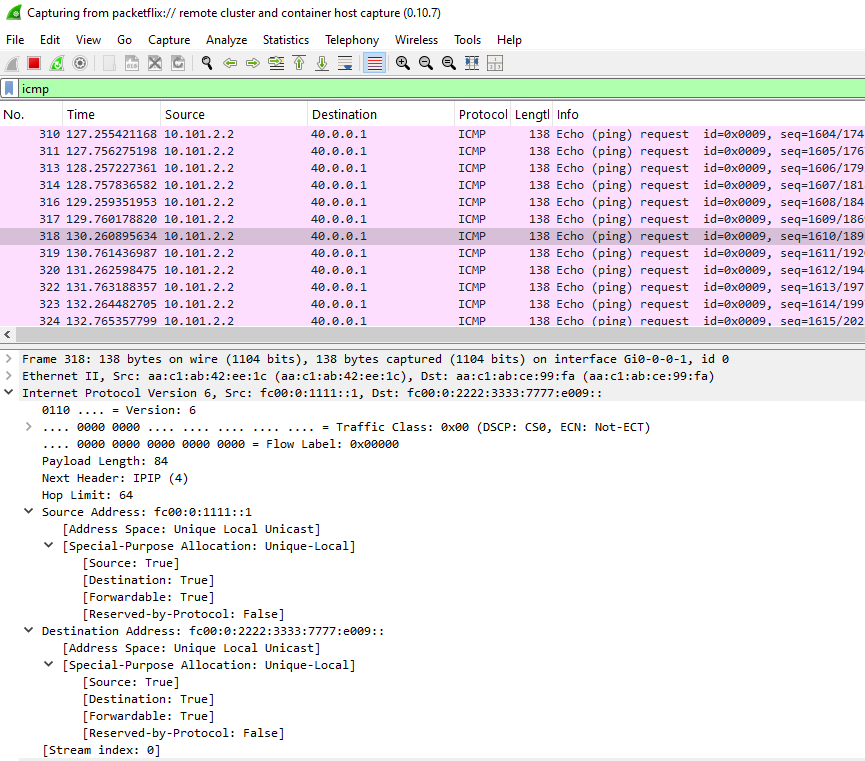 Capturing from packetflix:// remote cluster and container host capture (0.10.7)
File Edit View Go Capture Analyze Statistics Telephony Wireless Tools Help
icmp
No. Time Source Destination Protocol Lengtl Info
310 127.255421168 10.101.2.2 40.0.0.1 ICMP 138 Echo (ping) request id=0x0009, seq=1604/174
311 127.756275198 10.101.2.2 40.0.0.1 ICMP 138 Echo (ping) request id=0x0009, seq=1605/176
313 128.257227361 10.101.2.2 40.0.0.1 ICMP 138 Echo (ping) request id=0x0009, seq=1606/179
314 128.757836582 10.101.2.2 40.0.0.1 ICMP 138 Echo (ping) request id=0x0009, seq=1607/181
316 129.259351953 10.101.2.2 40.0.0.1 ICMP 138 Echo (ping) request id=0x0009, seq=1608/184
317 129.760178820 10.101.2.2 40.0.0.1 ICMP 138 Echo (ping) request id=0x0009, seq=1609/186
318 130.260895634 10.101.2.2 40.0.0.1 ICMP 138 Echo (ping) request id=0x0009, seq=1610/189
319 130.761436987 10.101.2.2 40.0.0.1 ICMP 138 Echo (ping) request id=0x0009, seq=1611/192
320 131.262598475 10.101.2.2 40.0.0.1 ICMP 138 Echo (ping) request id=0x0009, seq=1612/194
322 131.763188357 10.101.2.2 40.0.0.1 ICMP 138 Echo (ping) request id=0x0009, seq=1613/197
323 132.264482705 10.101.2.2 40.0.0.1 ICMP 138 Echo (ping) request id=0x0009, seq=1614/199
324 132.765357799 10.101.2.2 40.0.0.1 ICMP 138 Echo (ping) request id=0x0009, seq=1615/202
Frame 318: 138 bytes on wire (1104 bits), 138 bytes captured (1104 bits) on interface Gi0-0-0-1, id 0
Ethernet II, Src: aa:c1:ab:42:ee:1c (aa:c1:ab:42:ee:1c), Dst: aa:c1:ab:ce:99:fa (aa:c1:ab:ce:99:fa)
Internet Protocol Version 6, Src: fc00:0:1111::1, Dst: fc00:0:2222:3333:7777:e009::
0110 .... = Version: 6
.... 0000 0000 .... .... .... .... .... = Traffic Class: 0x00 (DSCP: CS0, ECN: Not-ECT)
.... 0000 0000 0000 0000 0000 = Flow Label: 0x00000
Payload Length: 84
Next Header: IPIP (4)
Hop Limit: 64
Source Address: fc00:0:1111::1
[Address Space: Unique Local Unicast]
[Special-Purpose Allocation: Unique-Local]
[Source: True]
[Destination: True]
[Forwardable: True]
[Reserved-by-Protocol: False]
Destination Address: fc00:0:2222:3333:7777:e009::
[Address Space: Unique Local Unicast]
[Special-Purpose Allocation: Unique-Local]
[Source: True]
[Destination: True]
[Forwardable: True]
[Reserved-by-Protocol: False]
[Stream index: 0]